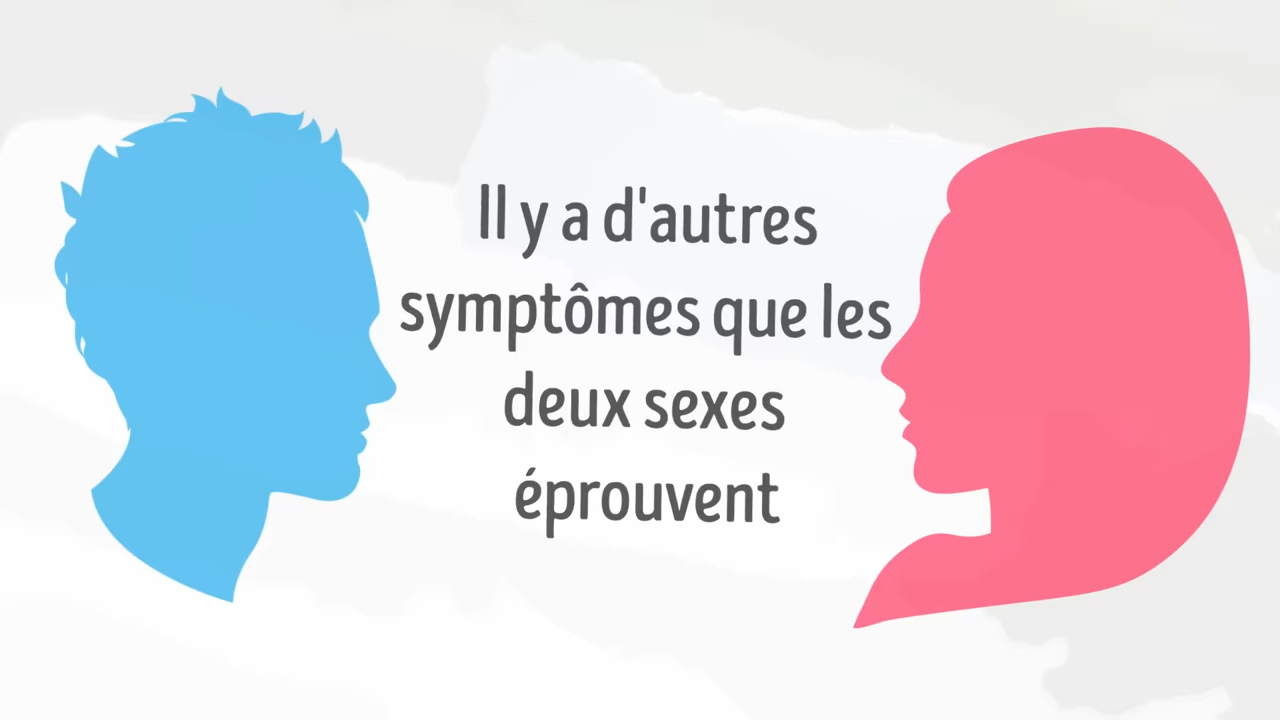 Il y a d'autres
symptômes que les
deux sexes
éprouvent